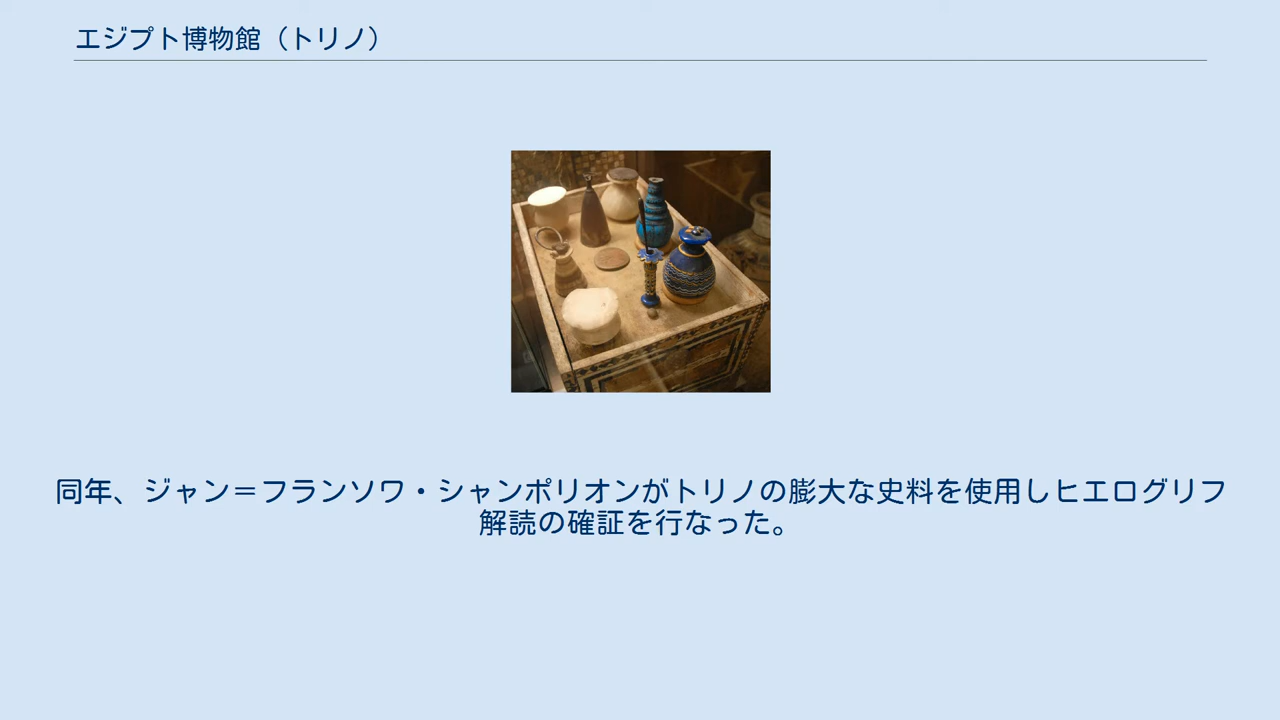 エジプト博物館（トリノ）
同年、ジャン＝フランソワ・シャンポリオンがトリノの膨大な史料を使用しヒエログリフ
解読の確証を行なった。